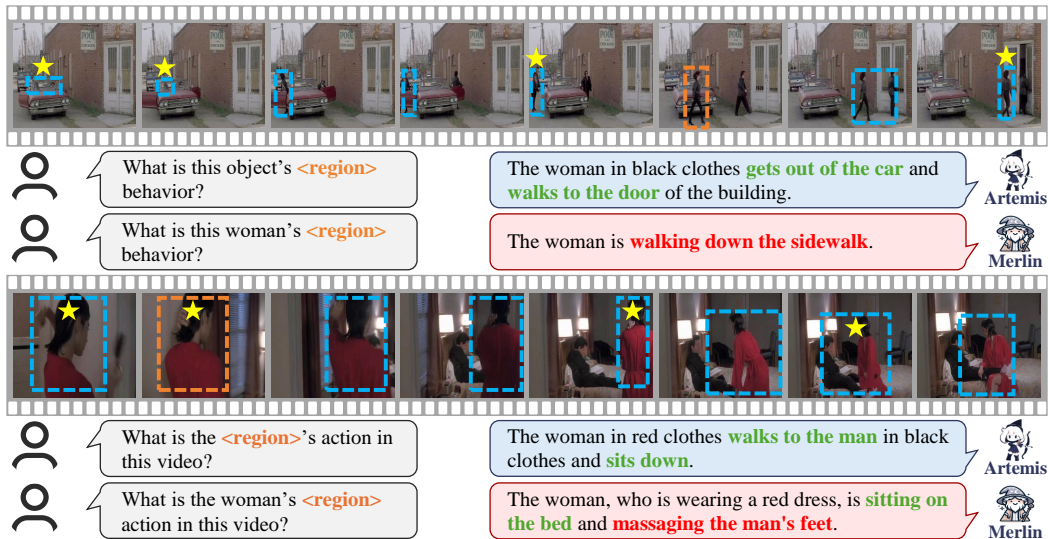 POOL
What is this object's <region>
behavior?
The woman in black clothes gets out of the car and
walks to the door of the building.
Artemis
What is this woman's <region>
behavior?
The woman is walking down the sidewalk.
Merlin
What is the <region>'s action in
this video?
The woman in red clothes walks to the man in black
clothes and sits down.
Artemis
What is the woman's <region>
action in this video?
The woman, who is wearing a red dress, is sitting on
the bed and massaging the man's feet.
Merlin